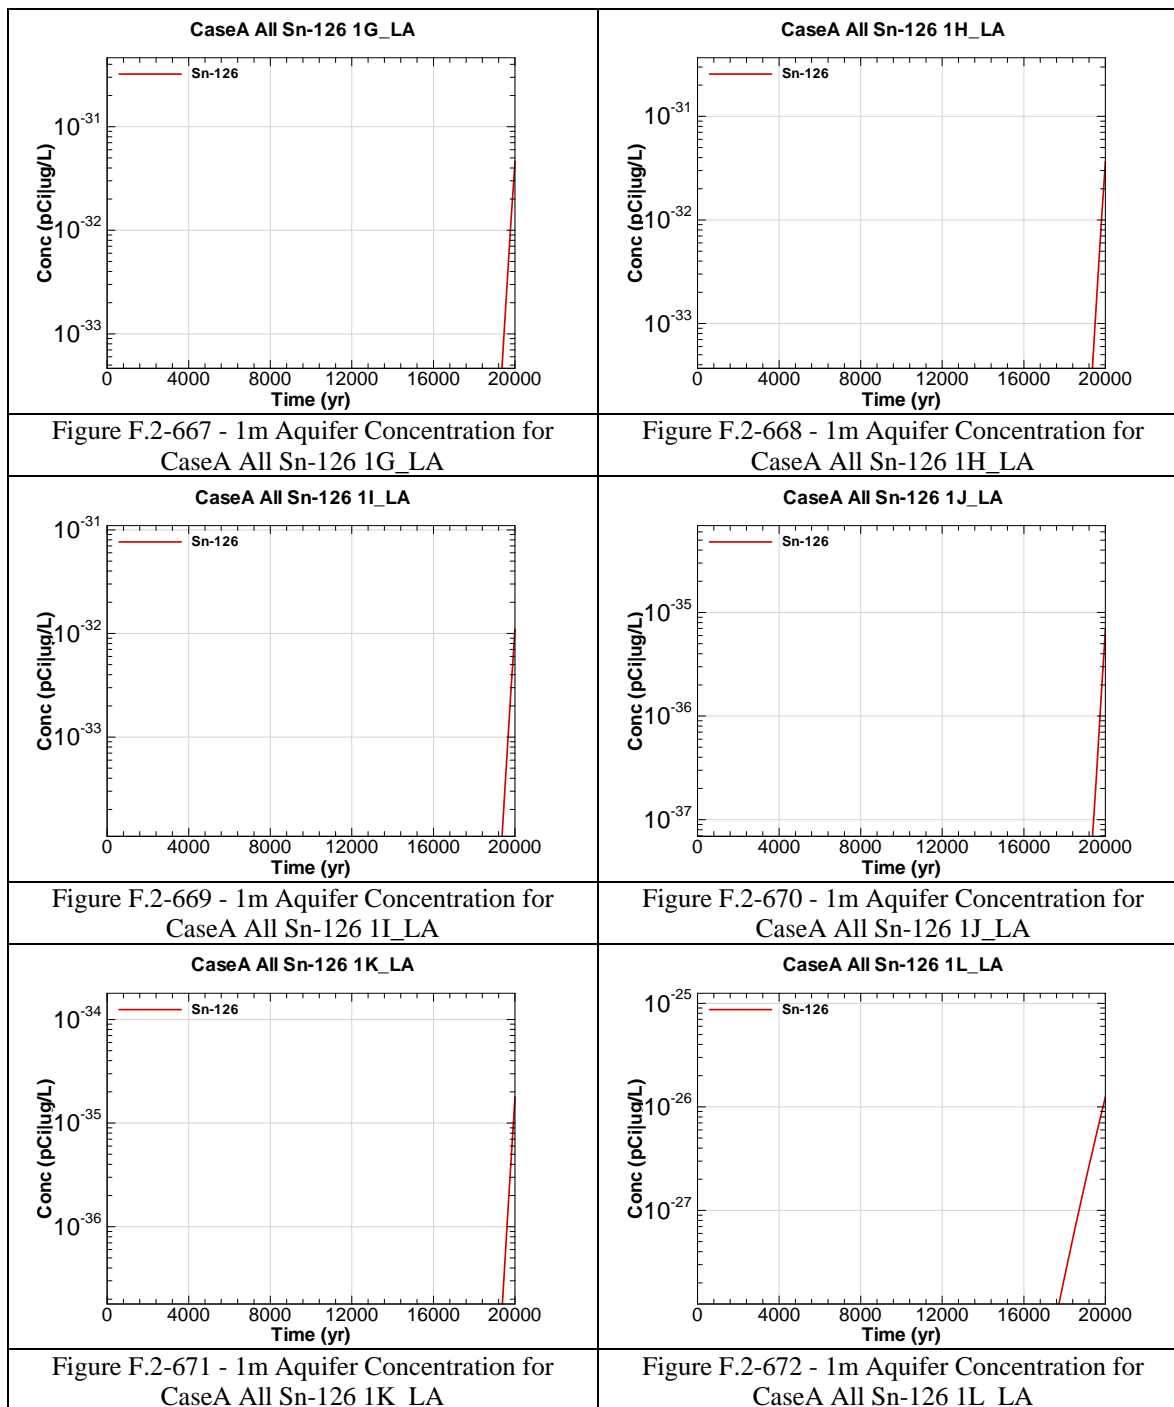 CaseA All Sn-126 1G_LA
Sn-126
10^-31
10^-32
10^-33
Conc (pCi|ug/L)
0 4000 8000 12000 16000 20000
Time (yr)
Figure F.2-667 - 1m Aquifer Concentration for
CaseA All Sn-126 1G_LA
CaseA All Sn-126 1H_LA
Sn-126
10^-31
10^-32
10^-33
Conc (pCi|ug/L)
0 4000 8000 12000 16000 20000
Time (yr)
Figure F.2-668 - 1m Aquifer Concentration for
CaseA All Sn-126 1H_LA
CaseA All Sn-126 1I_LA
Sn-126
10^-31
10^-32
10^-33
Conc (pCi|ug/L)
0 4000 8000 12000 16000 20000
Time (yr)
Figure F.2-669 - 1m Aquifer Concentration for
CaseA All Sn-126 1I_LA
CaseA All Sn-126 1J_LA
Sn-126
10^-35
10^-36
10^-37
Conc (pCi|ug/L)
0 4000 8000 12000 16000 20000
Time (yr)
Figure F.2-670 - 1m Aquifer Concentration for
CaseA All Sn-126 1J_LA
CaseA All Sn-126 1K_LA
Sn-126
10^-34
10^-35
10^-36
Conc (pCi|ug/L)
0 4000 8000 12000 16000 20000
Time (yr)
Figure F.2-671 - 1m Aquifer Concentration for
CaseA All Sn-126 1K_LA
CaseA All Sn-126 1L_LA
Sn-126
10^-25
10^-26
10^-27
Conc (pCi|ug/L)
0 4000 8000 12000 16000 20000
Time (yr)
Figure F.2-672 - 1m Aquifer Concentration for
CaseA All Sn-126 1L_LA